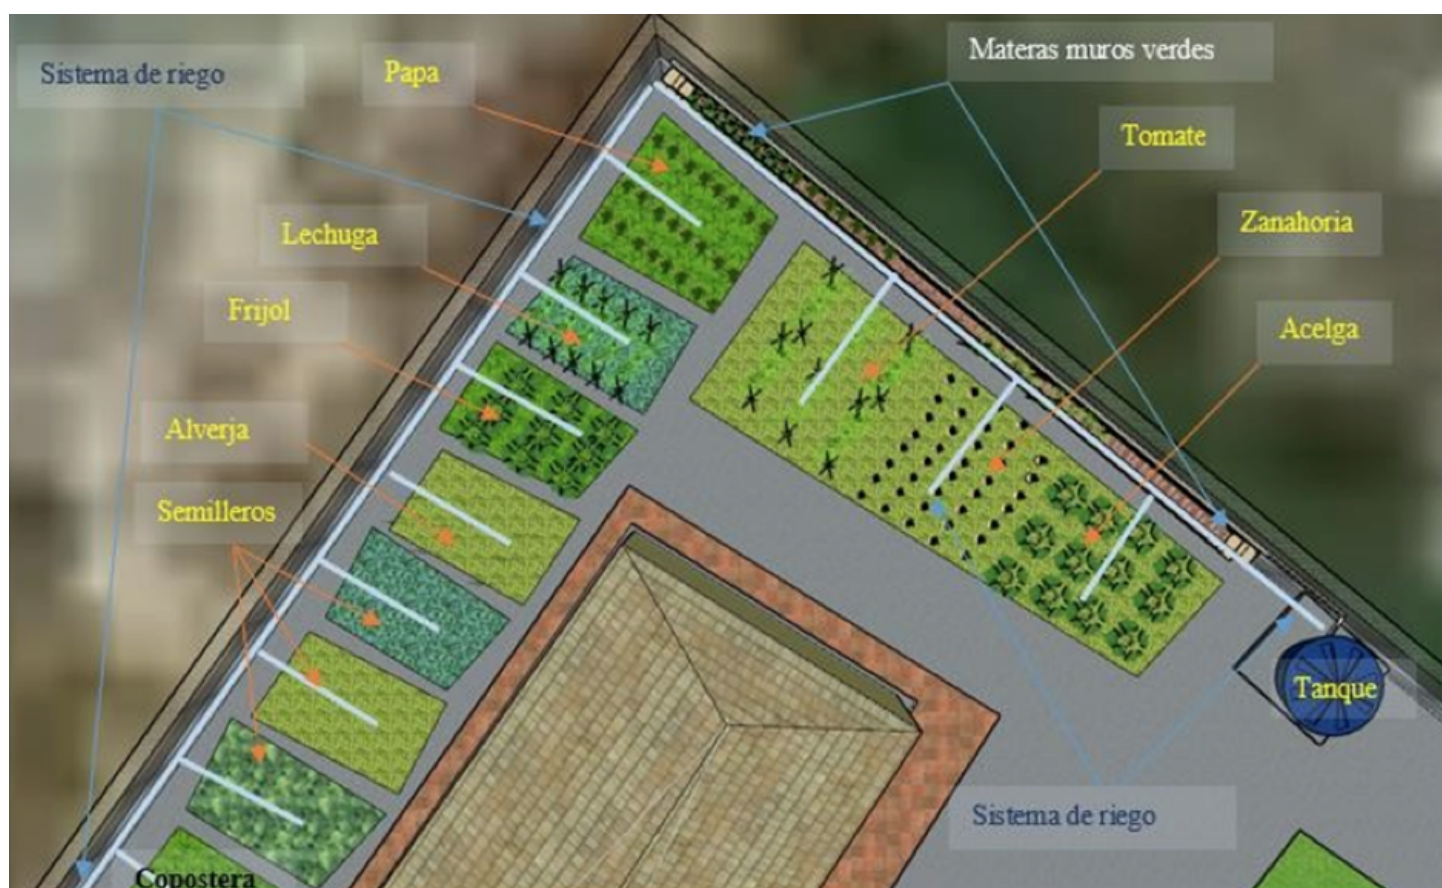 Sistema de riego
Papa
Materas muros verdes
Tomate
Lechuga
Zanahoria
Frijol
Acelga
Alverja
Semilleros
Tanque
Sistema de riego
Copostera